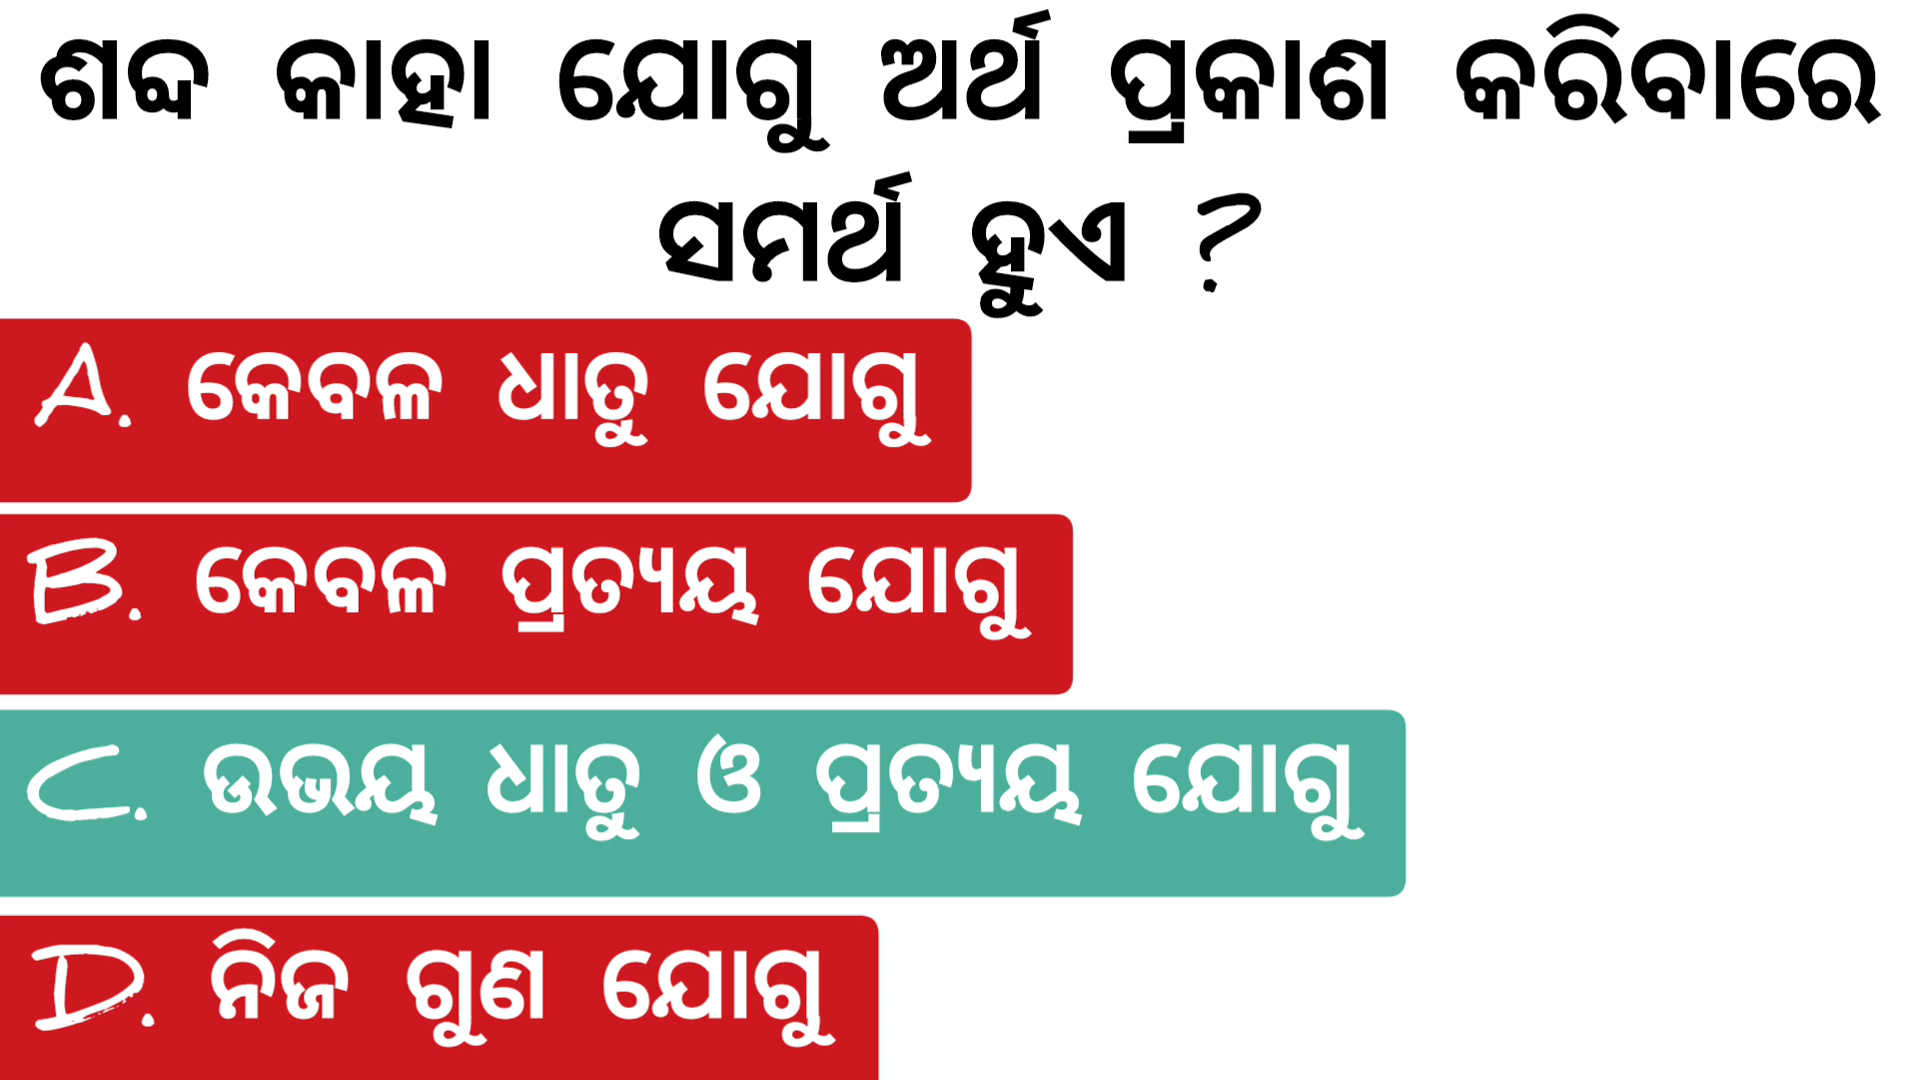 ଶବ୍ଦ କାହା ଯୋଗୁ ଅର୍ଥ ପ୍ରକାଶ କରିବାରେ
ସମର୍ଥ ହୁଏ ?
A. କେବଳ ଧାତୁ ଯୋଗୁ
B. କେବଳ ପ୍ରତ୍ୟୟ ଯୋଗୁ
C. ଉଭୟ ଧାତୁ ଓ ପ୍ରତ୍ୟୟ ଯୋଗୁ
D. ନିଜ ଗୁଣ ଯୋଗୁ